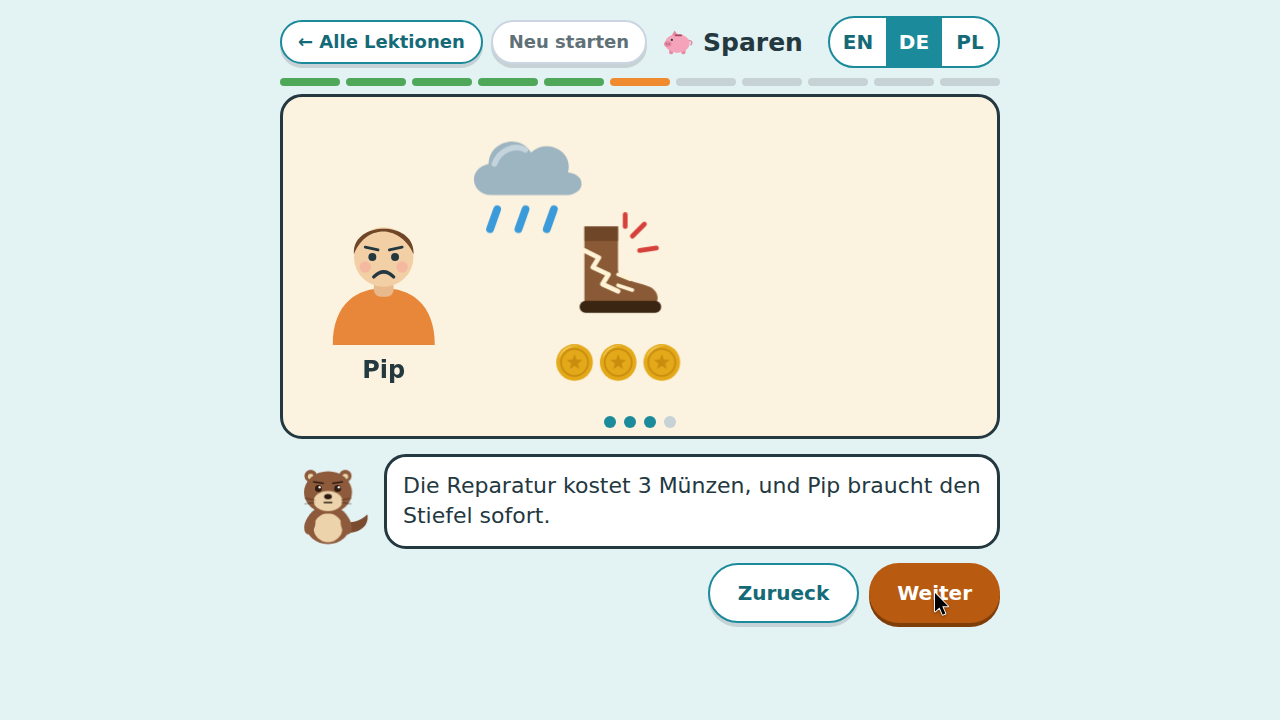 ← Alle Lektionen
Neu starten
Sparen
EN
DE
PL
Pip
Die Reparatur kostet 3 Münzen, und Pip braucht den
Stiefel sofort.
Zurueck
Weiter